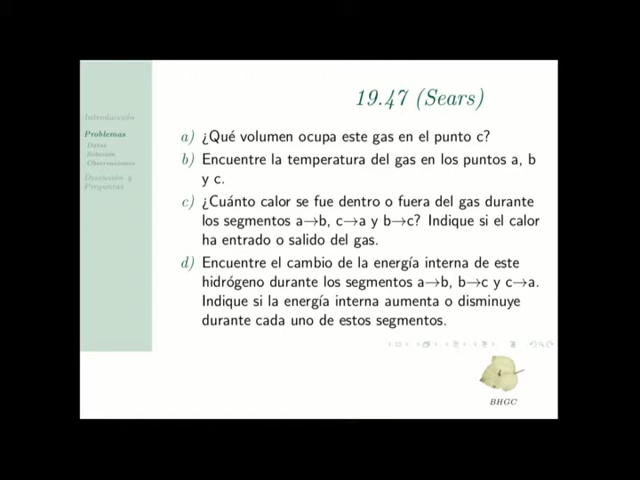 19.47 (Sears)
Introducción
Problemas
Datos
Solución
Observaciones
Discusión y
Preguntas
a) ¿Qué volumen ocupa este gas en el punto c?
b) Encuentre la temperatura del gas en los puntos a, b
y c.
c) ¿Cuánto calor se fue dentro o fuera del gas durante
los segmentos a→b, c→a y b→c? Indique si el calor
ha entrado o salido del gas.
d) Encuentre el cambio de la energía interna de este
hidrógeno durante los segmentos a→b, b→c y c→a.
Indique si la energía interna aumenta o disminuye
durante cada uno de estos segmentos.
BHGC